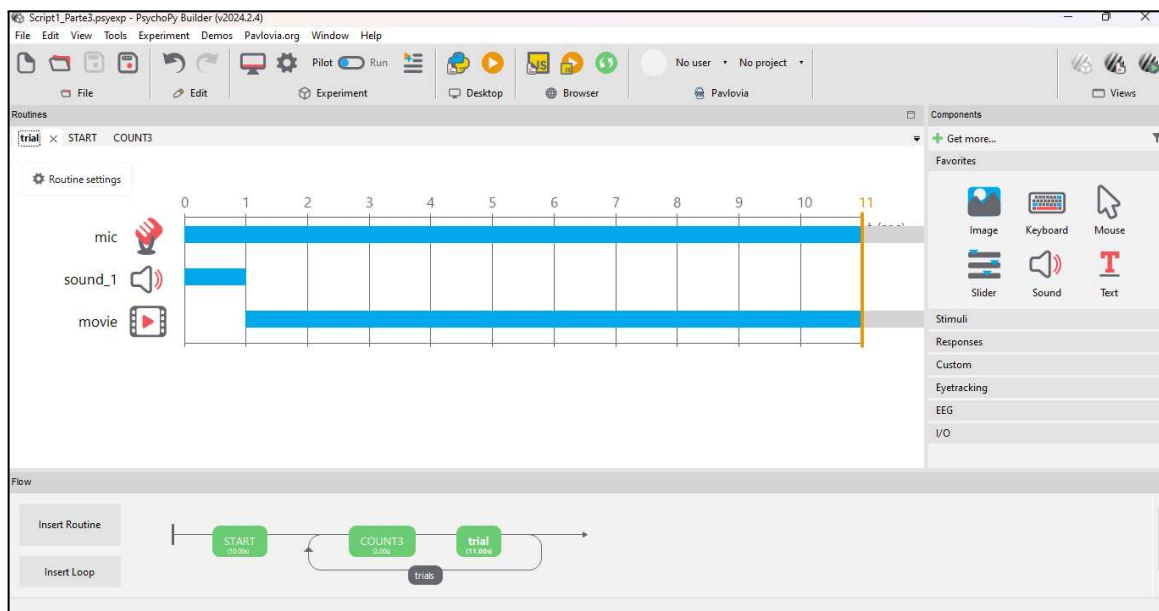 Script1_Parte3.psyexp - PsychoPy Builder (v2024.2.4)
File Edit View Tools Experiment Demos Pavlovia.org Window Help
Pilot Run JS No user No project
File Edit Experiment Desktop Browser Pavlovia Views
Routines
Components
trial START COUNT3
Get more...
Favorites
Routine settings
0 1 2 3 4 5 6 7 8 9 10 11
mic
sound_1
movie
Image Keyboard Mouse
T
Slider Sound Text
Stimuli
Responses
Custom
Eyetracking
EEG
I/O
Flow
Insert Routine
Insert Loop
START COUNT3 trial
(10.00s) (2.00s) (11.00s)
trials